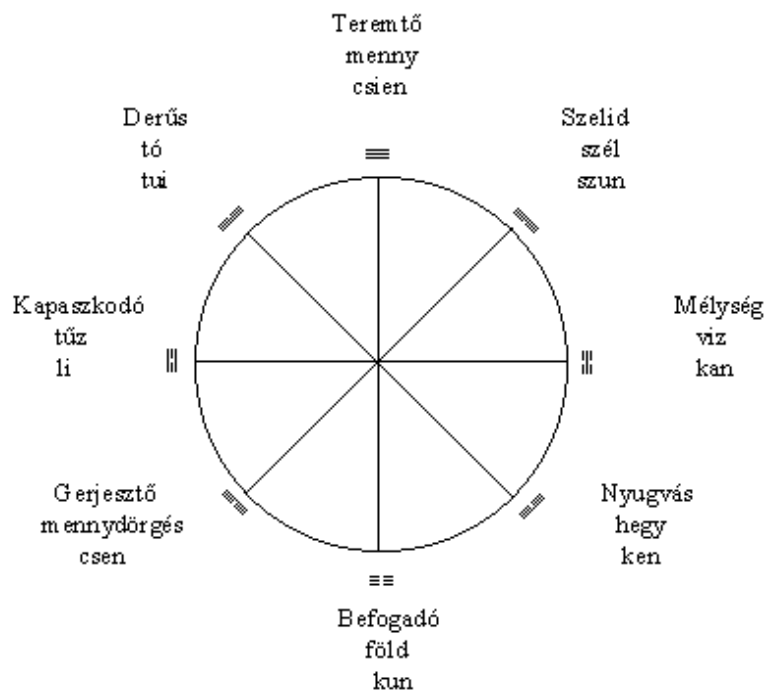 Teremtő
menny
csien
Derűs
tó
tui
Szelid
szél
szun
Kapaszkodó
tűz
li
Mélység
viz
kan
Gerjesztő
mennydörgés
csen
Nyugvás
hegy
ken
Befogadó
föld
kun